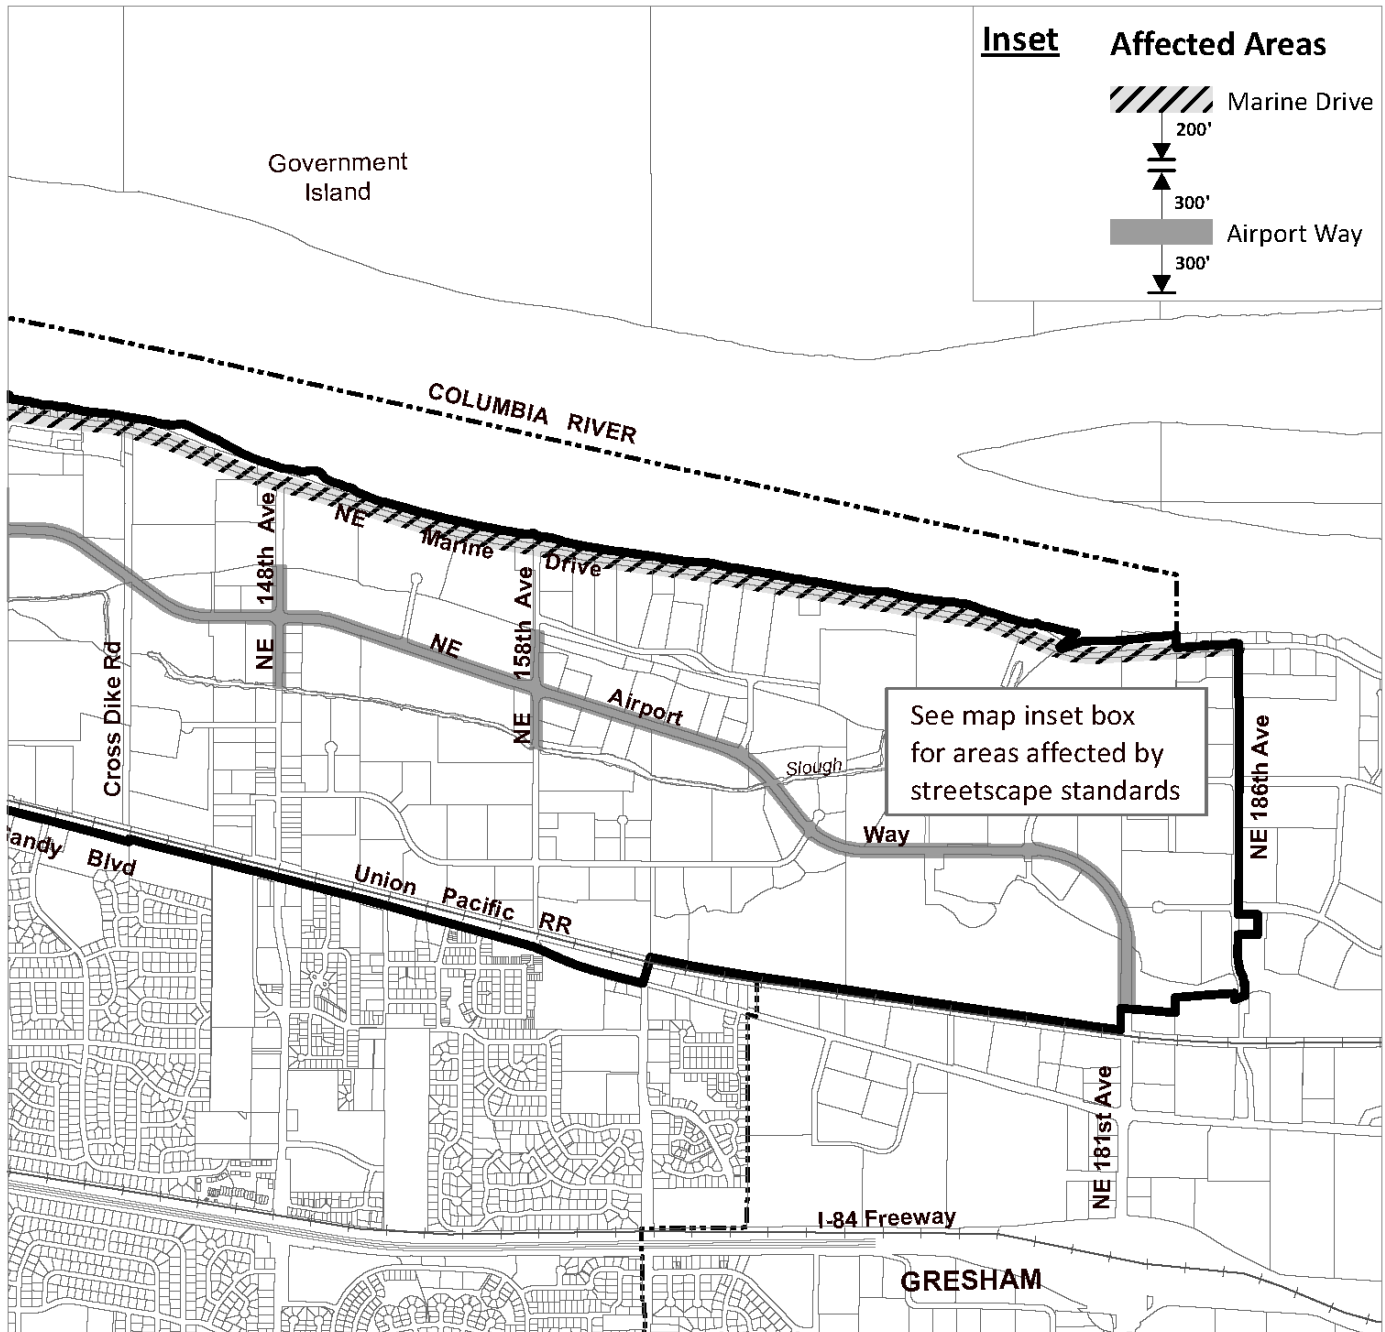 Inset
Affected Areas
Marine Drive
200'
300'
Airport Way
300'
Government
Island
COLUMBIA RIVER
NE Marine Drive
NE 148th Ave
NE 158th Ave
Cross Dike Rd
NE Airport Way
Slough
See map inset box
for areas affected by
streetscape standards
NE 186th Ave
andy Blvd
Union Pacific RR
NE 181st Ave
I-84 Freeway
GRESHAM